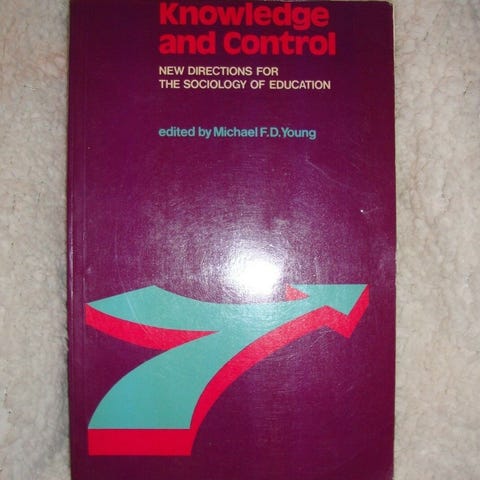 Knowledge
and Control
NEW DIRECTIONS FOR
THE SOCIOLOGY OF EDUCATION
edited by Michael F.D.Young